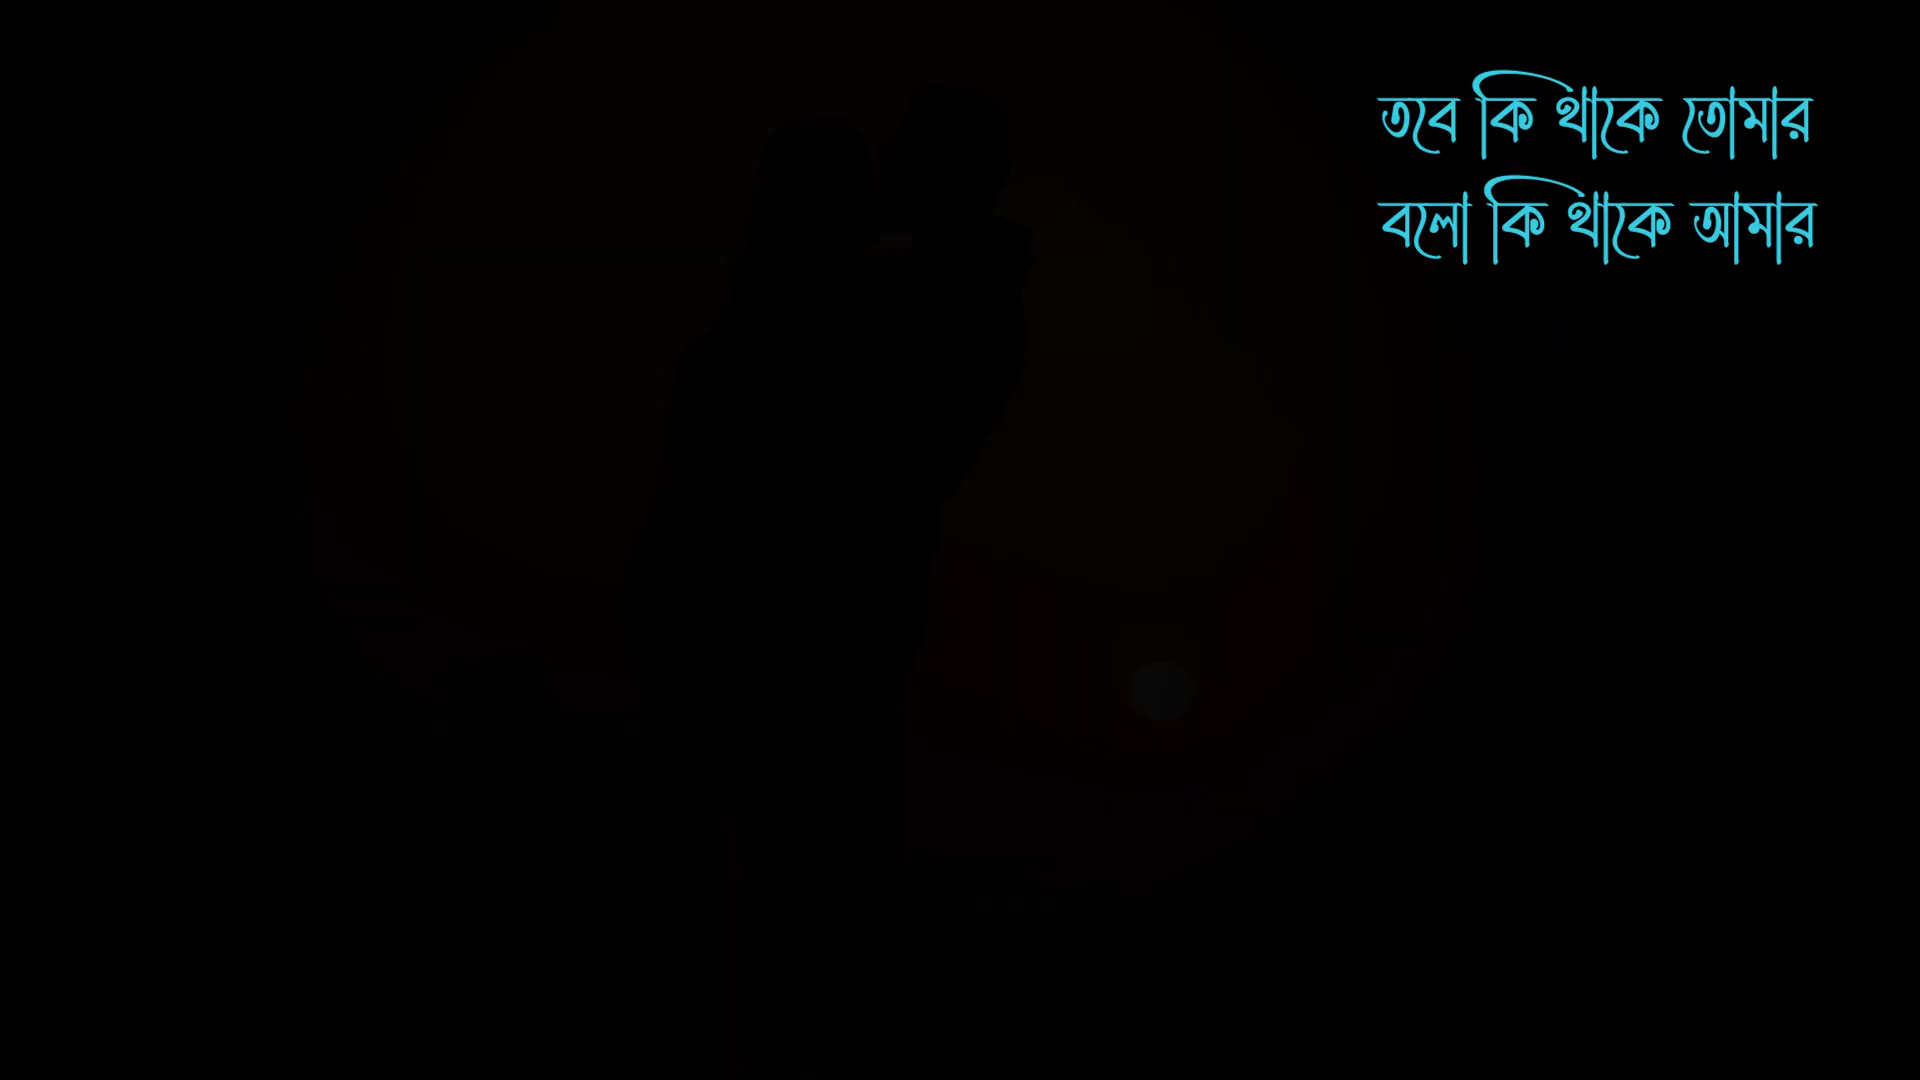 তবে কি থাকে তোমার
বলো কি থাকে আমার